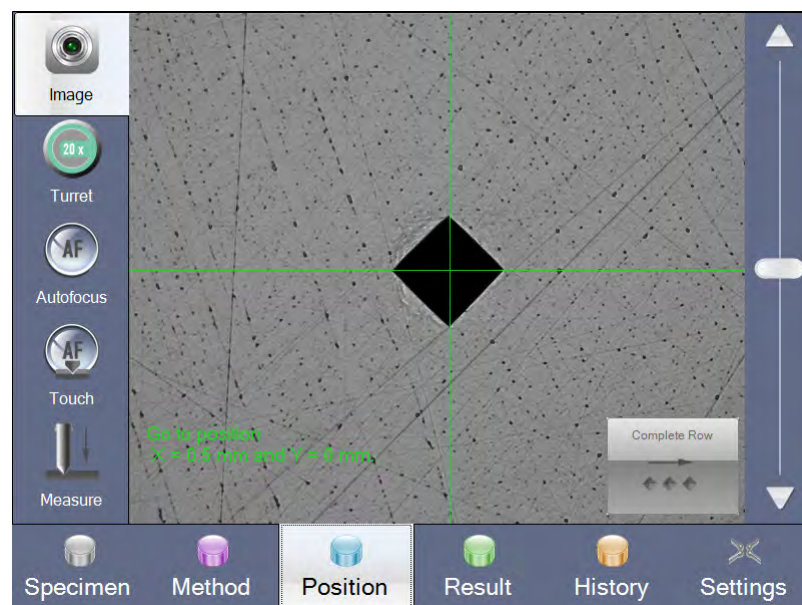 Image
20 x
Turret
AF
Autofocus
AF
Touch
Measure
Go to position
X = 0.5 mm and Y = 0 mm.
Complete Row
Specimen
Method
Position
Result
History
Settings